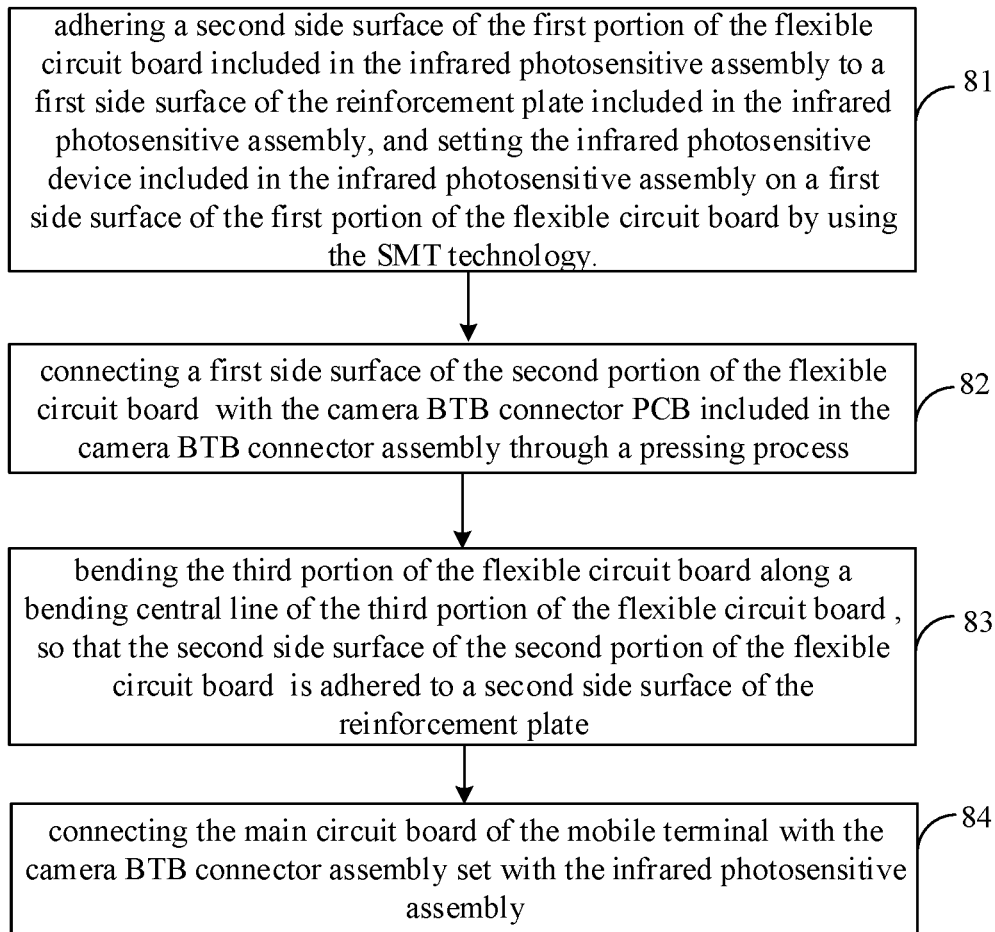 adhering a second side surface of the first portion of the flexible
circuit board included in the infrared photosensitive assembly to a
first side surface of the reinforcement plate included in the infrared
photosensitive assembly, and setting the infrared photosensitive
device included in the infrared photosensitive assembly on a first
side surface of the first portion of the flexible circuit board by using
the SMT technology.
81
connecting a first side surface of the second portion of the flexible
circuit board with the camera BTB connector PCB included in the
camera BTB connector assembly through a pressing process
82
bending the third portion of the flexible circuit board along a
bending central line of the third portion of the flexible circuit board ,
so that the second side surface of the second portion of the flexible
circuit board is adhered to a second side surface of the
reinforcement plate
83
connecting the main circuit board of the mobile terminal with the
camera BTB connector assembly set with the infrared photosensitive
assembly
84